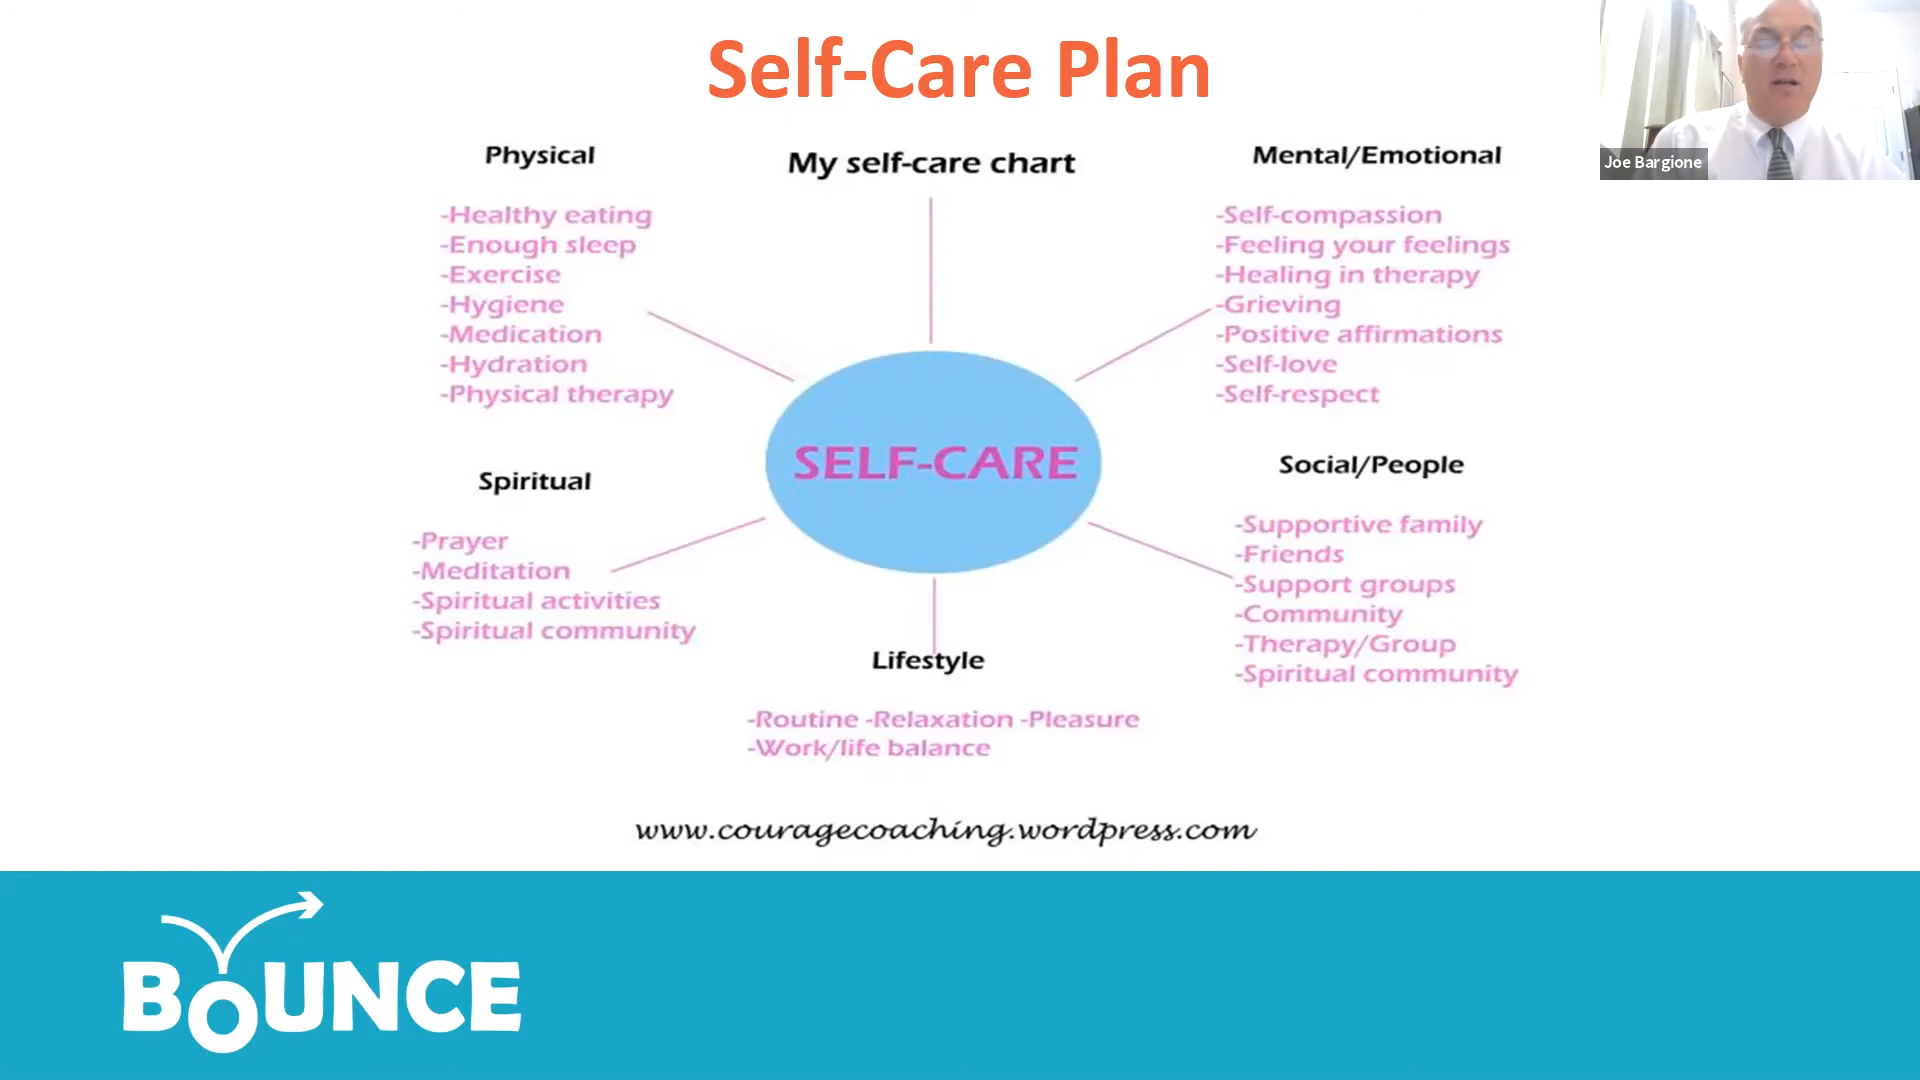 Self-Care Plan
Joe Bargione
My self-care chart
Physical
-Healthy eating
-Enough sleep
-Exercise
-Hygiene
-Medication
-Hydration
-Physical therapy
Mental/Emotional
-Self-compassion
-Feeling your feelings
-Healing in therapy
-Grieving
-Positive affirmations
-Self-love
-Self-respect
SELF-CARE
Spiritual
-Prayer
-Meditation
-Spiritual activities
-Spiritual community
Social/People
-Supportive family
-Friends
-Support groups
-Community
-Therapy/Group
-Spiritual community
Lifestyle
-Routine -Relaxation -Pleasure
-Work/life balance
www.couragecoaching.wordpress.com
BOUNCE